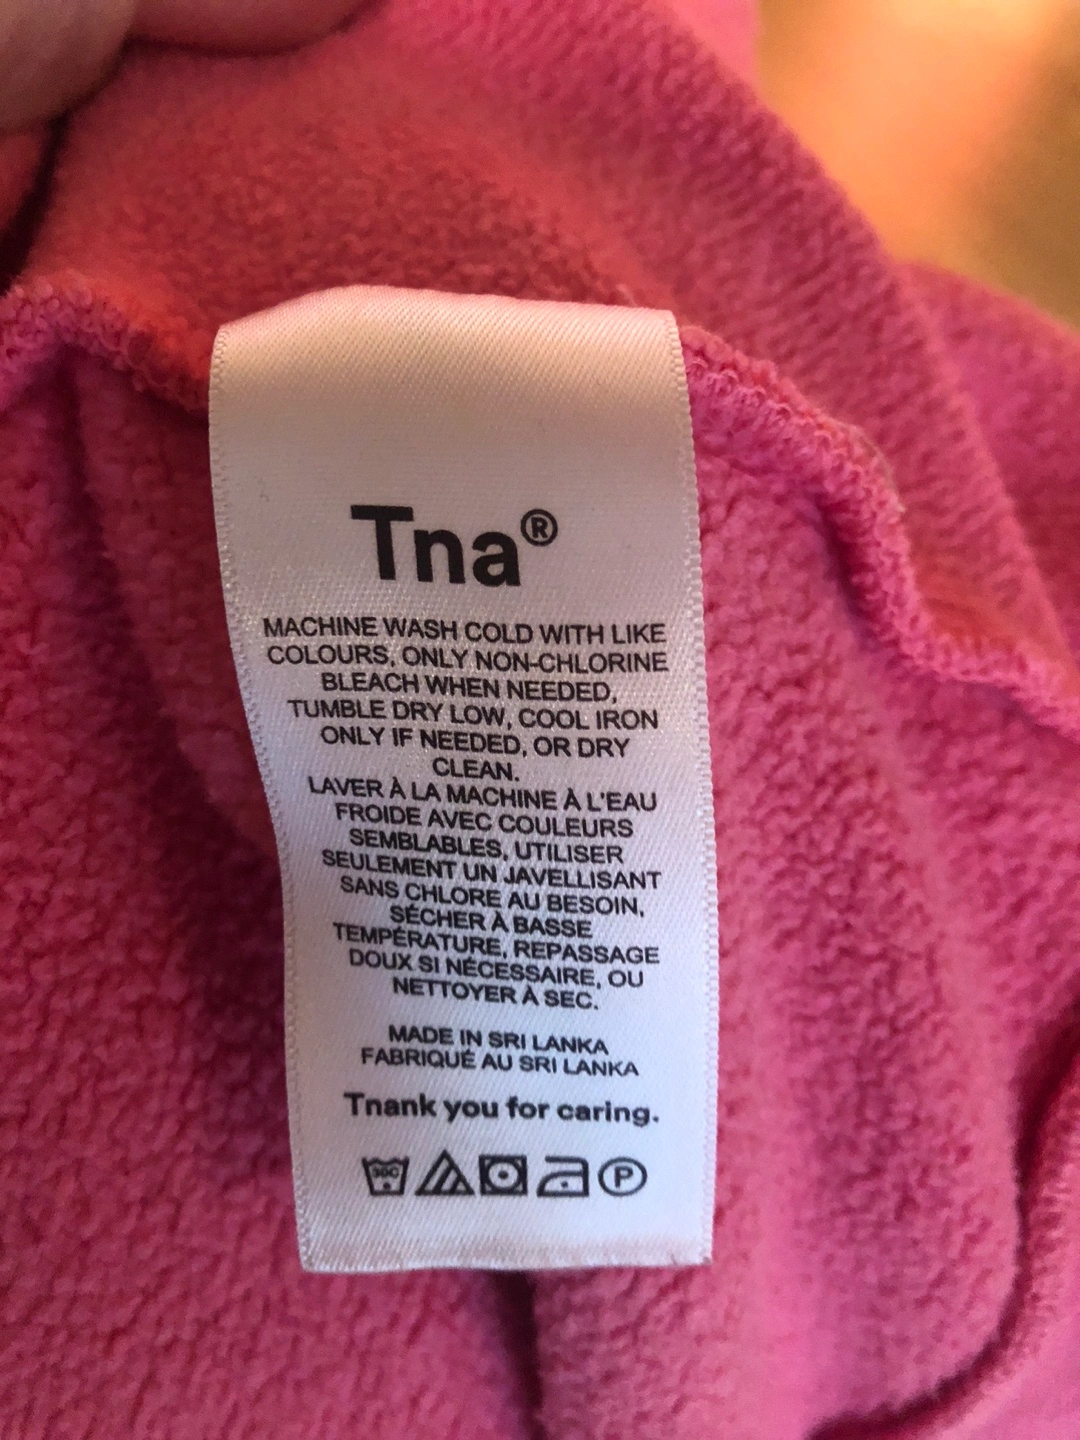 Tna®
MACHINE WASH COLD WITH LIKE
COLOURS, ONLY NON-CHLORINE
BLEACH WHEN NEEDED,
TUMBLE DRY LOW, COOL IRON
ONLY IF NEEDED, OR DRY
CLEAN.
LAVER À LA MACHINE À L'EAU
FROIDE AVEC COULEURS
SEMBLABLES, UTILISER
SEULEMENT UN JAVELLISANT
SANS CHLORE AU BESOIN,
SÉCHER À BASSE
TEMPÉRATURE, REPASSAGE
DOUX SI NÉCESSAIRE, OU
NETTOYER À SEC.
MADE IN SRI LANKA
FABRIQUÉ AU SRI LANKA
Tnank you for caring.
30C P